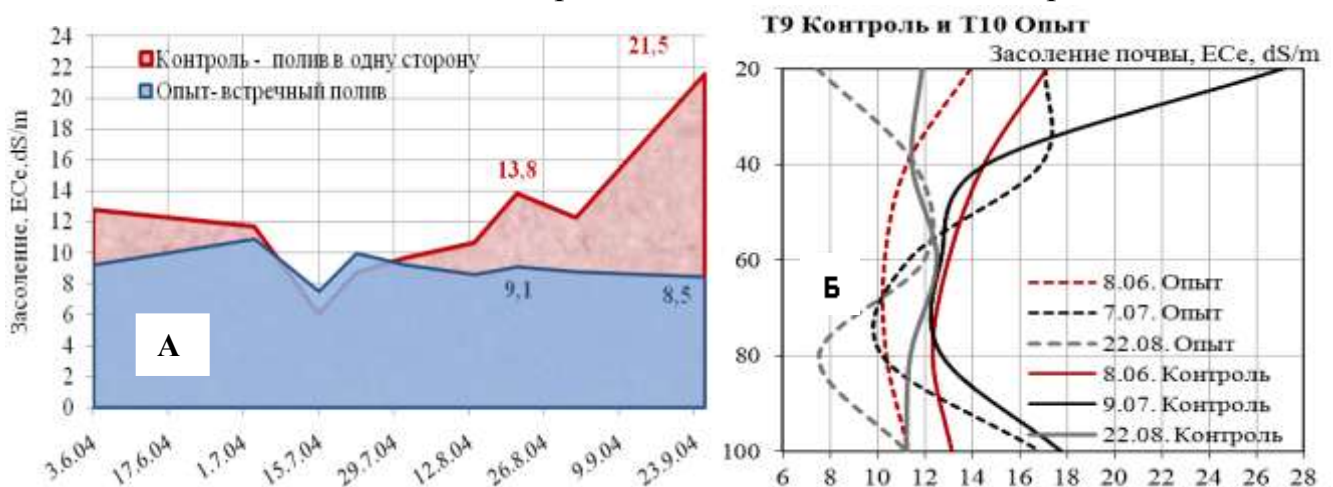 Т9 Контроль и Т10 Опыт
24
22
20
18
16
14
12
10
8
6
4
2
0
Засоление, ECe,dS/m
Контроль - полив в одну сторону
Опыт-встречный полив
21,5
13,8
9,1
8,5
А
3.6.04
17.6.04
1.7.04
15.7.04
29.7.04
12.8.04
26.8.04
9.9.04
23.9.04
Засоление почвы, ECe, dS/m
20
40
60
80
100
Б
8.06. Опыт
7.07. Опыт
22.08. Опыт
8.06. Контроль
9.07. Контроль
22.08. Контроль
6 8 10 12 14 16 18 20 22 24 26 28